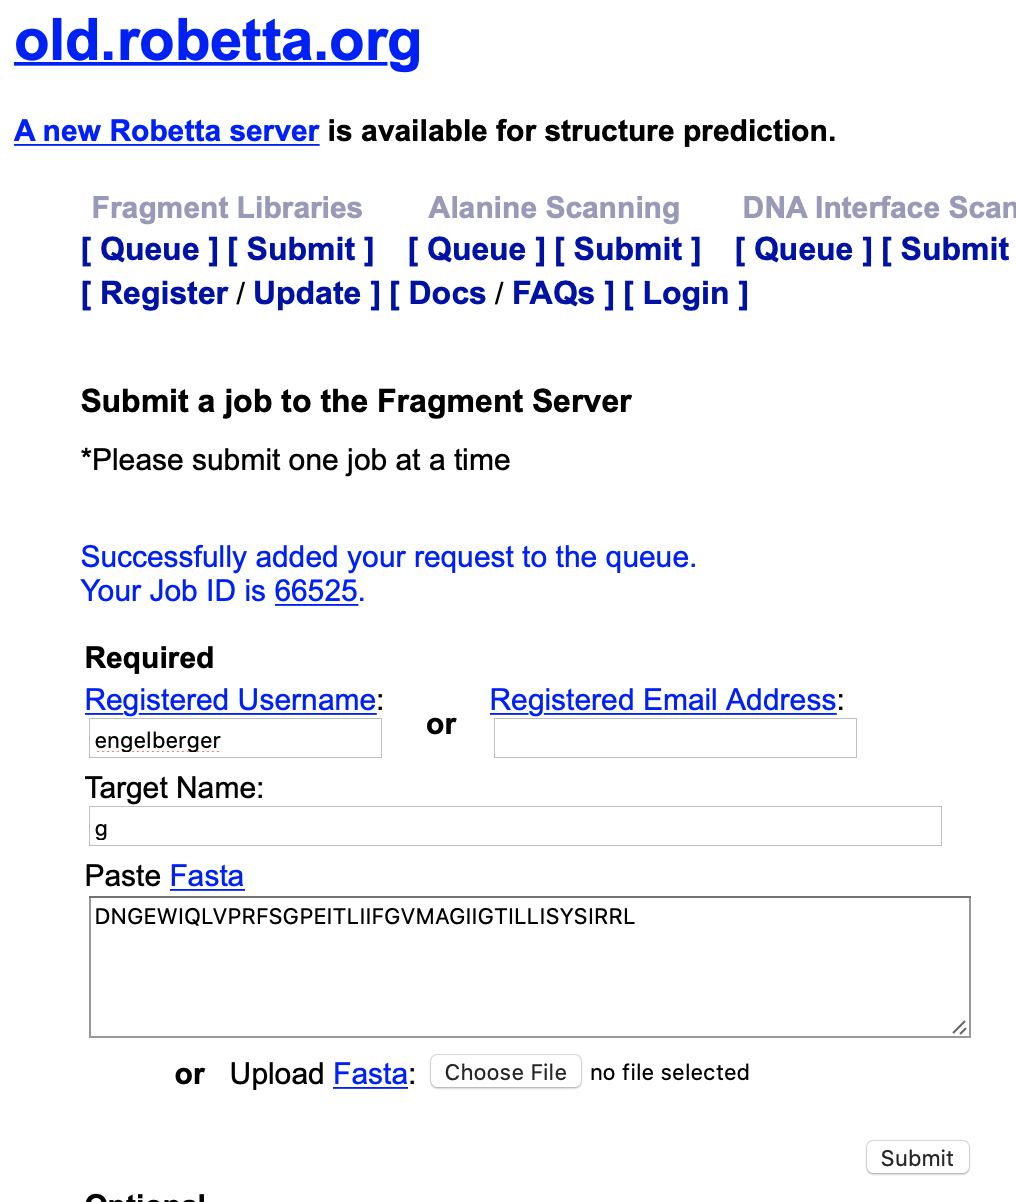 old.robetta.org
A new Robetta server is available for structure prediction.
Fragment Libraries Alanine Scanning DNA Interface Scan
[ Queue ] [ Submit ] [ Queue ] [ Submit ] [ Queue ] [ Submit
[ Register / Update ] [ Docs / FAQs ] [ Login ]
Submit a job to the Fragment Server
*Please submit one job at a time
Successfully added your request to the queue.
Your Job ID is 66525.
Required
Registered Username: or Registered Email Address:
engelberger
Target Name:
g
Paste Fasta
DNGEWIQLVPRFSGPEITLIIFGVMAGIIGTILLISYSIRRL
or Upload Fasta: Choose File no file selected
Submit
Optional